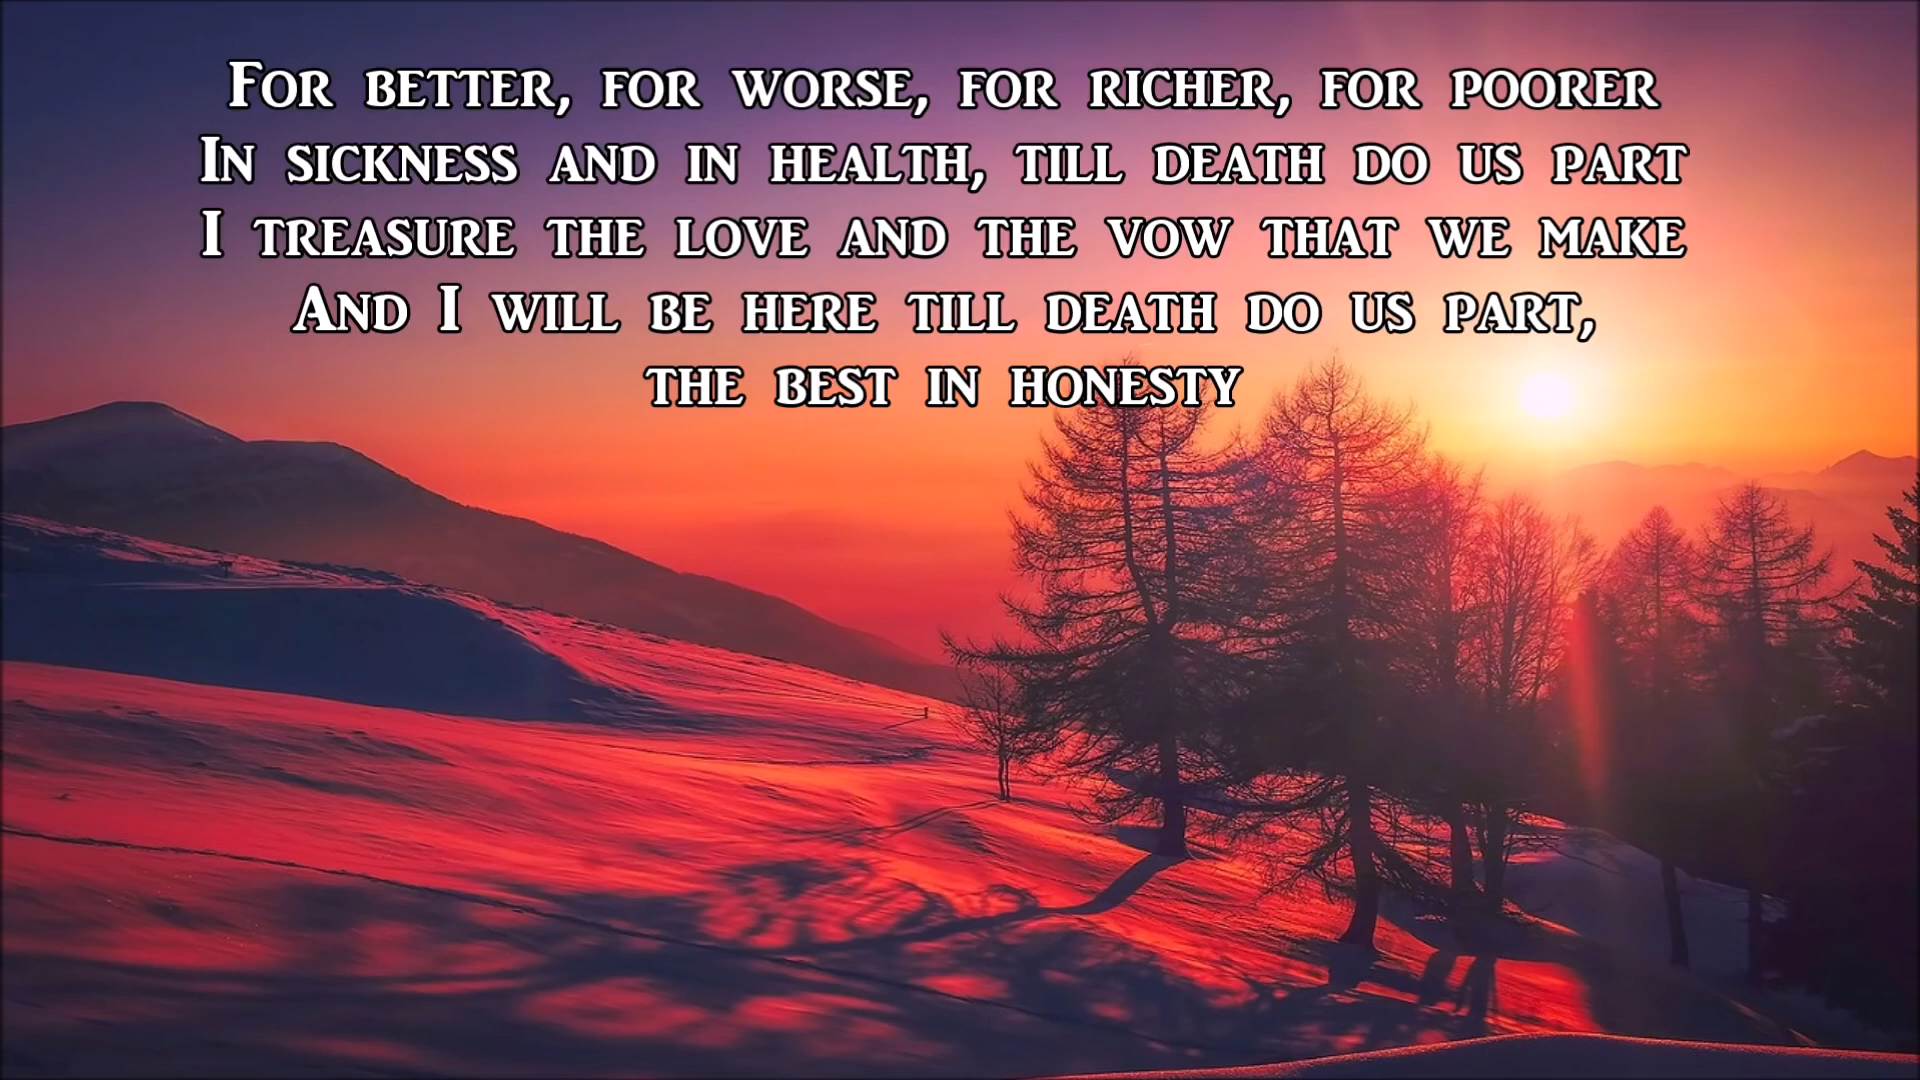 For better, for worse, for richer, for poorer
In sickness and in health, till death do us part
I treasure the love and the vow that we make
And I will be here till death do us part,
the best in honesty